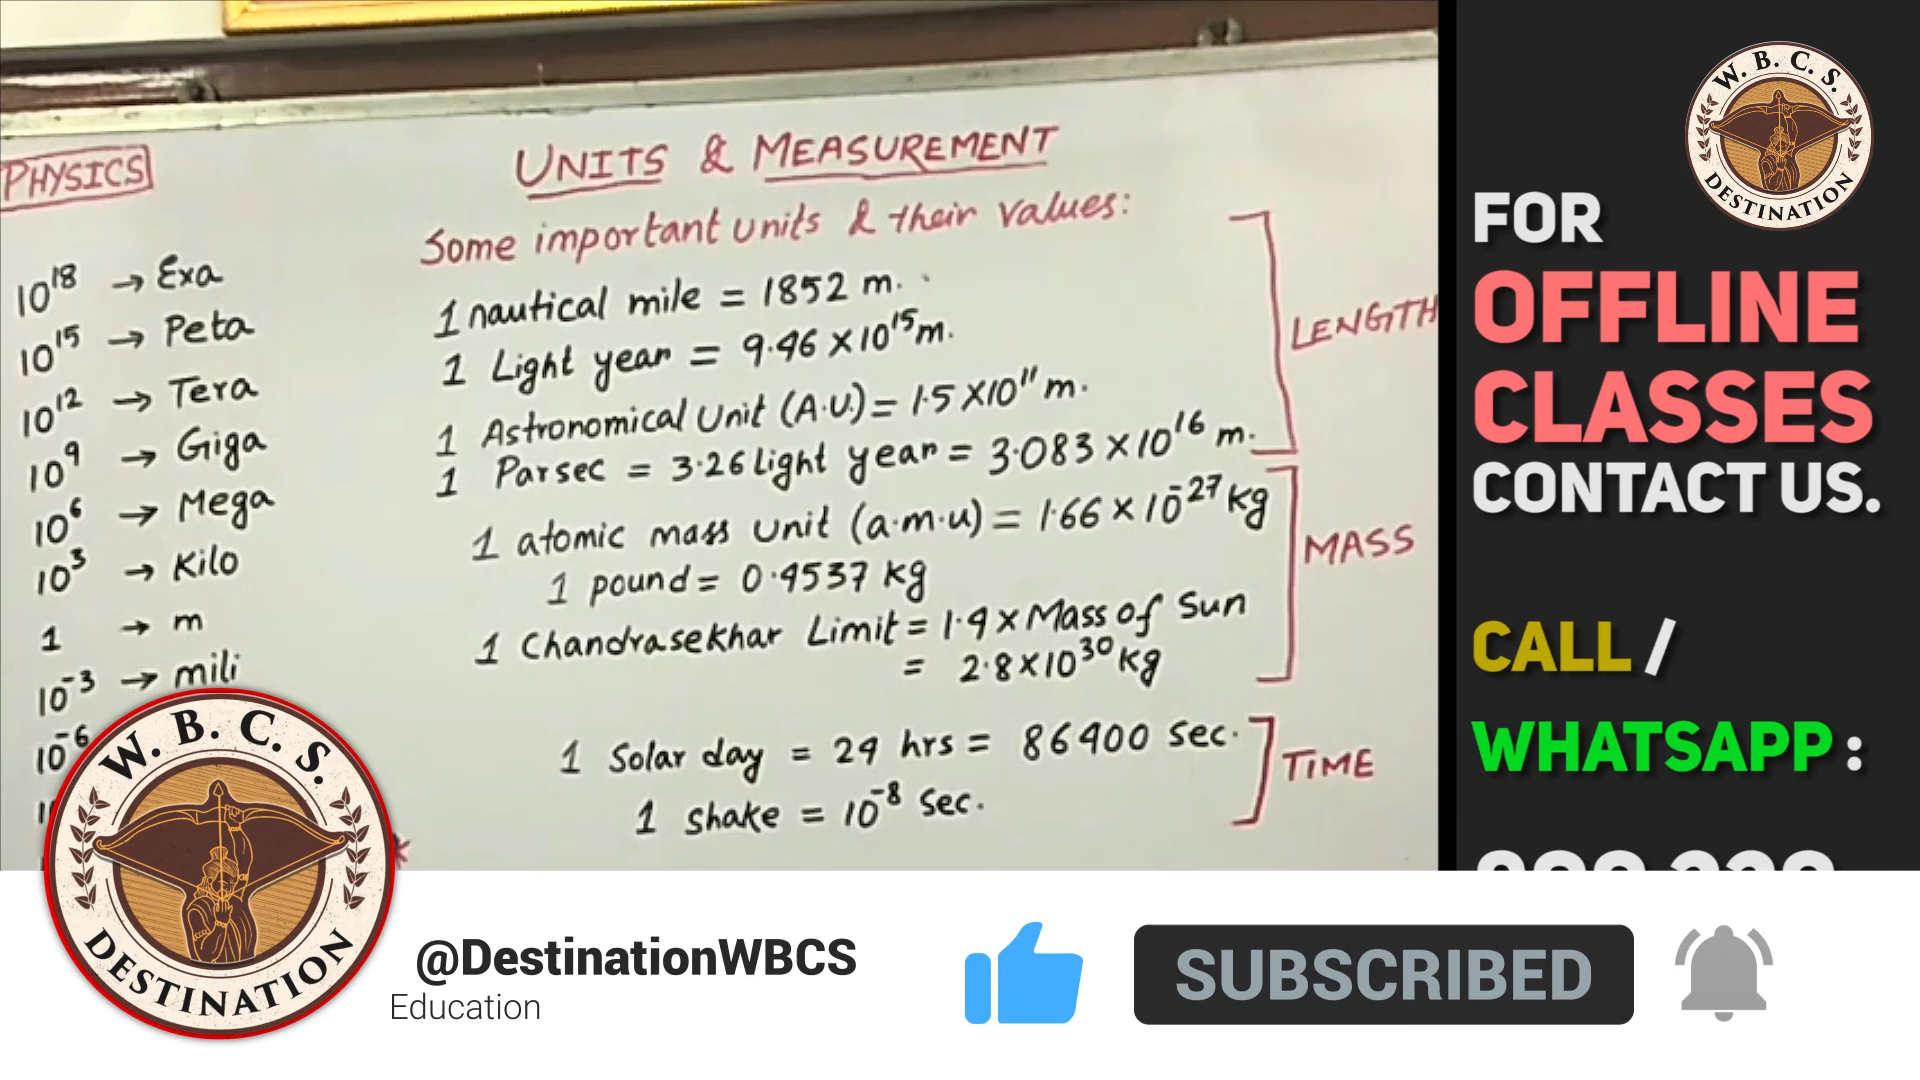 PHYSICS
UNITS & MEASUREMENT
Some important units & their values:
10¹⁸ → Exa
10¹⁵ → Peta
10¹² → Tera
10⁹ → Giga
10⁶ → Mega
10³ → Kilo
1 → m
10⁻³ → mili
10⁻⁶
1 nautical mile = 1852 m.
1 Light year = 9.46 × 10¹⁵ m.
1 Astronomical Unit (A.U.) = 1.5 × 10¹¹ m.
1 Parsec = 3.26 light year = 3.083 × 10¹⁶ m.
LENGTH
1 atomic mass unit (a.m.u) = 1.66 × 10⁻²⁷ kg
1 pound = 0.4537 kg
1 Chandrasekhar Limit = 1.4 × Mass of Sun
= 2.8 × 10³⁰ kg
MASS
1 Solar day = 24 hrs = 86400 sec.
1 shake = 10⁻⁸ sec.
TIME
W. B. C. S.
DESTINATION
FOR
OFFLINE
CLASSES
CONTACT US.
CALL /
WHATSAPP :
W. B. C. S.
DESTINATION
@DestinationWBCS
Education
SUBSCRIBED